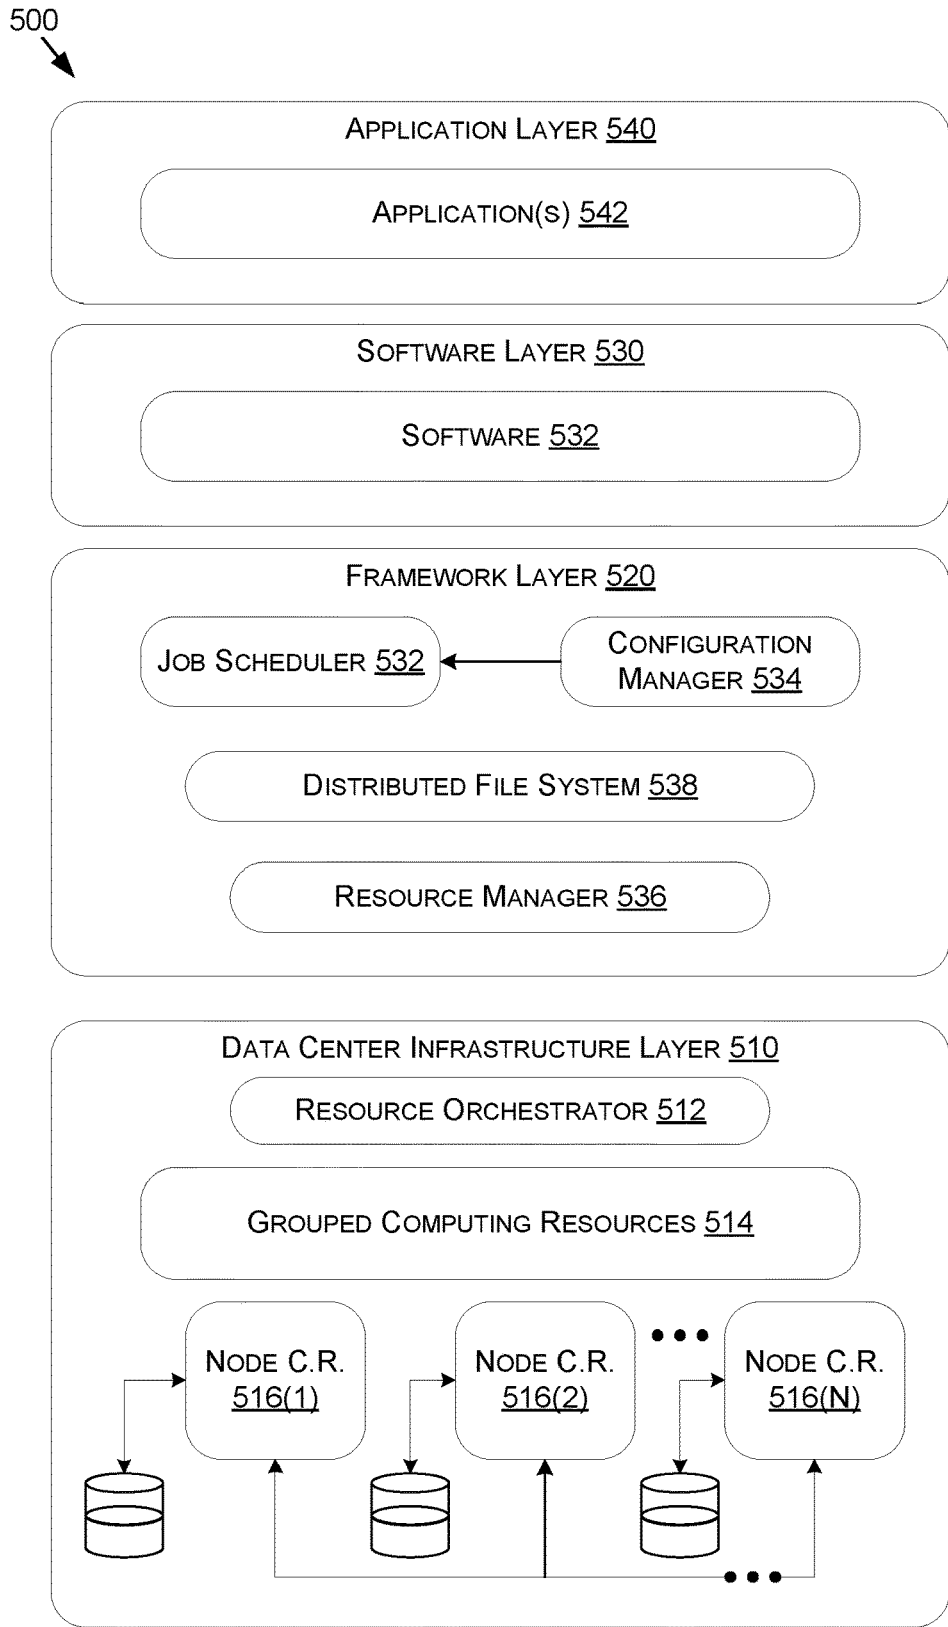 500
APPLICATION LAYER 540
APPLICATION(S) 542
SOFTWARE LAYER 530
SOFTWARE 532
FRAMEWORK LAYER 520
JOB SCHEDULER 532
CONFIGURATION
MANAGER 534
DISTRIBUTED FILE SYSTEM 538
RESOURCE MANAGER 536
DATA CENTER INFRASTRUCTURE LAYER 510
RESOURCE ORCHESTRATOR 512
GROUPED COMPUTING RESOURCES 514
NODE C.R.
516(1)
NODE C.R.
516(2)
NODE C.R.
516(N)